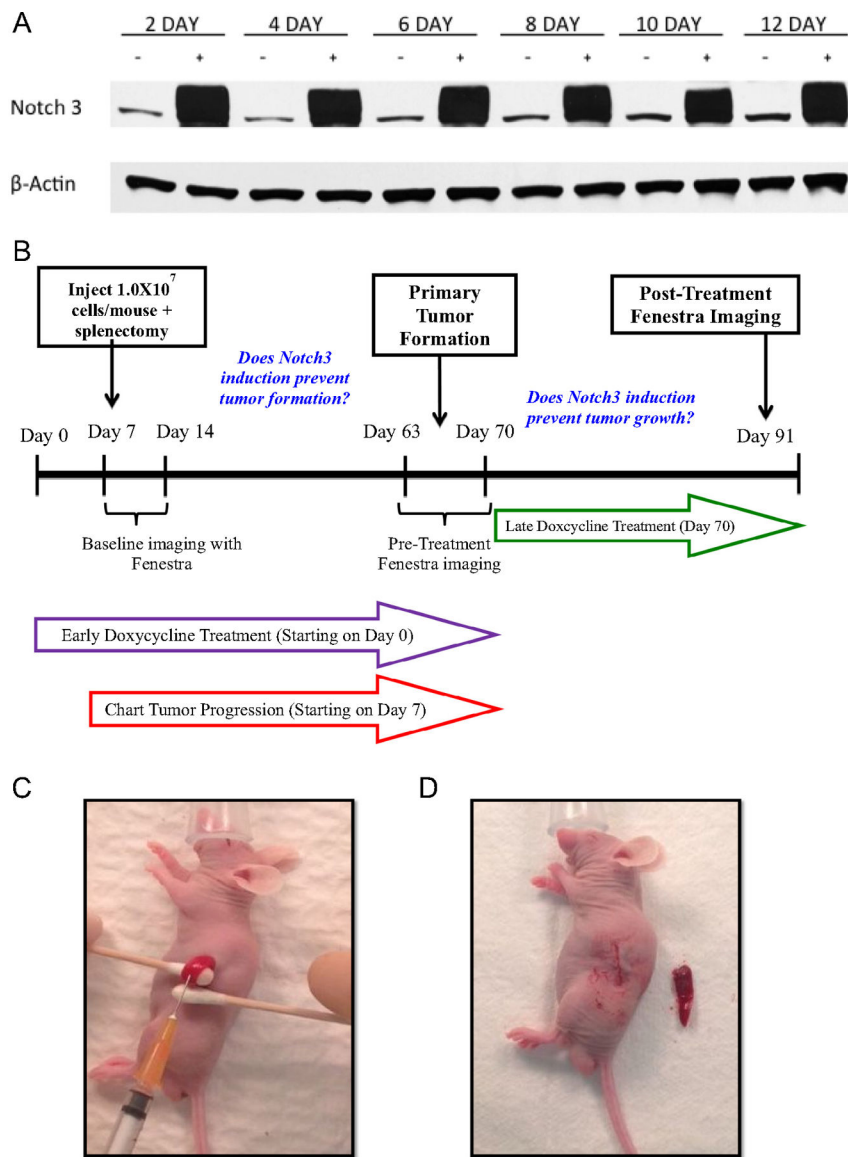 A
2 DAY 4 DAY 6 DAY 8 DAY 10 DAY 12 DAY
- + - + - + - + - + - +
Notch 3
β-Actin
B
Inject 1.0X10^7
cells/mouse +
splenectomy
Primary
Tumor
Formation
Post-Treatment
Fenestra Imaging
Does Notch3
induction prevent
tumor formation?
Does Notch3 induction
prevent tumor growth?
Day 0 Day 7 Day 14 Day 63 Day 70 Day 91
Baseline imaging with
Fenestra
Pre-Treatment
Fenestra imaging
Late Doxcycline Treatment (Day 70)
Early Doxycycline Treatment (Starting on Day 0)
Chart Tumor Progression (Starting on Day 7)
C D